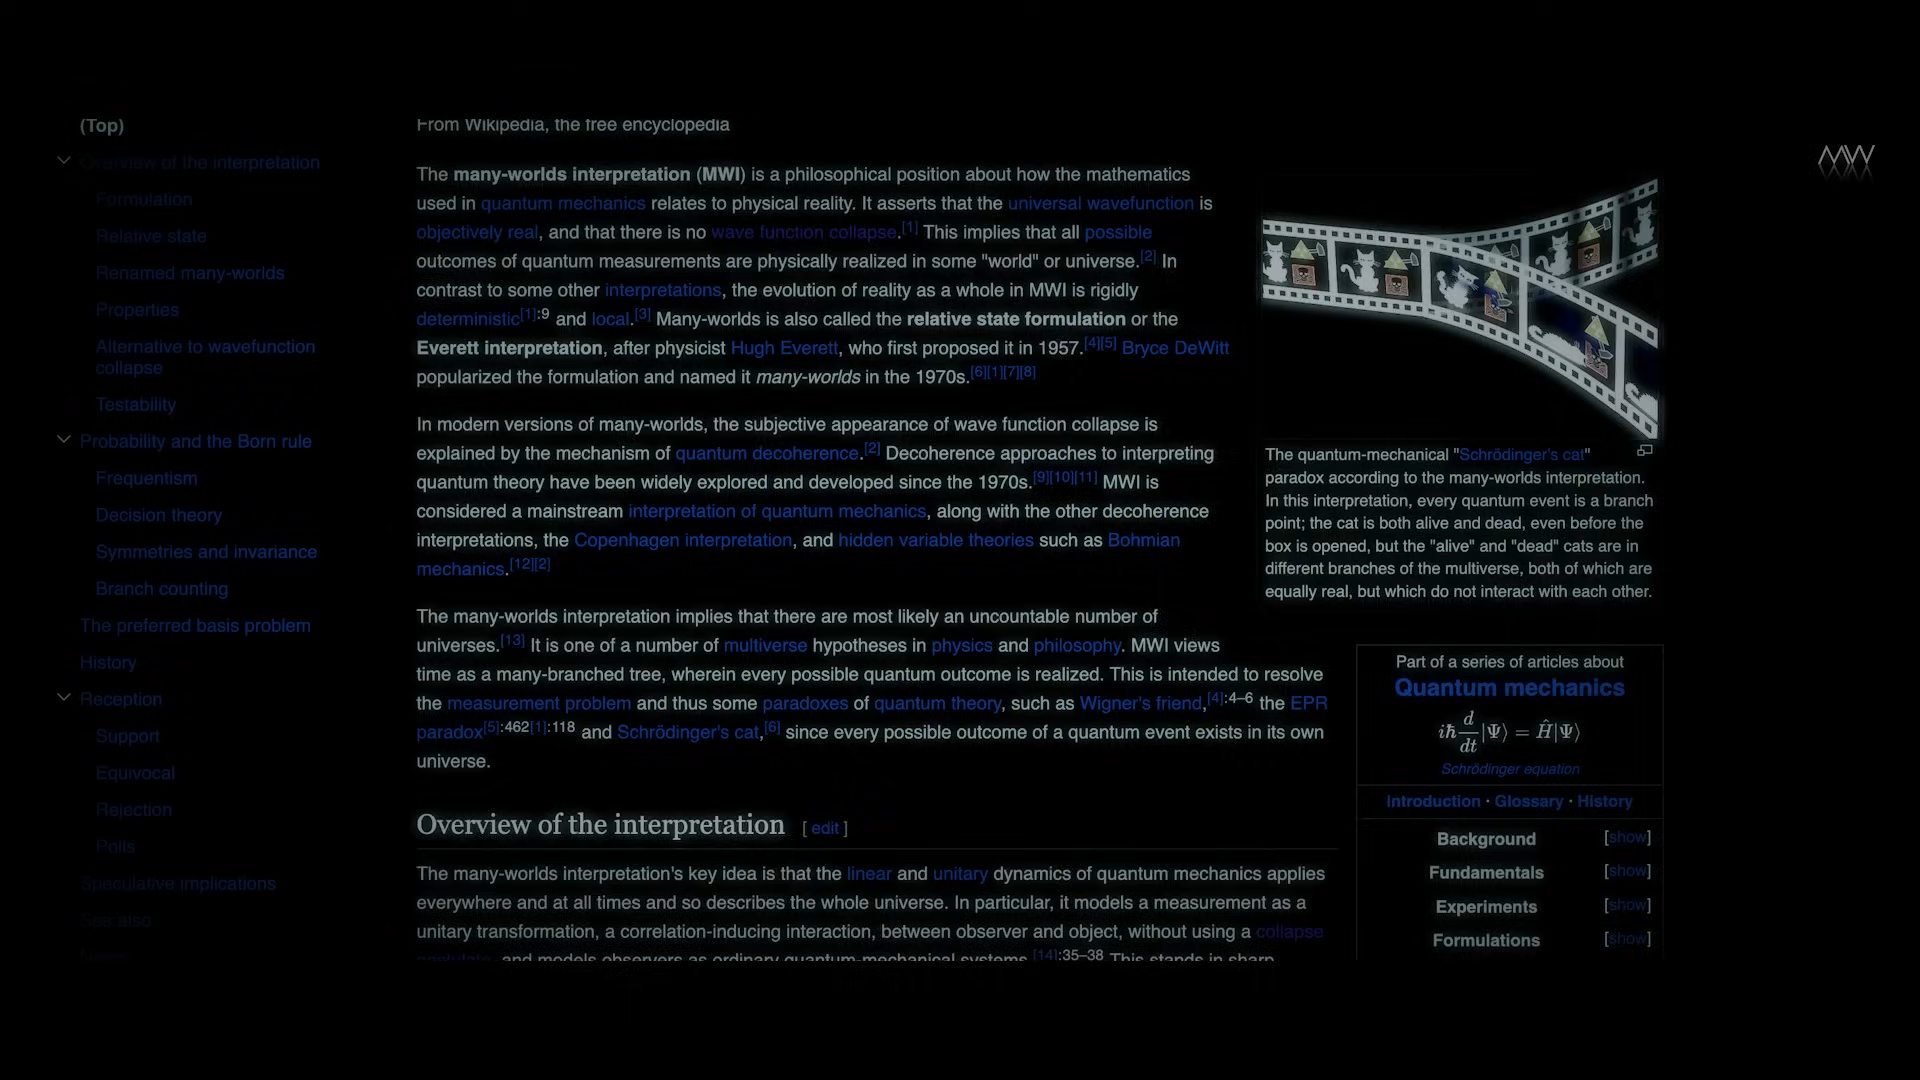 (Top)
Overview of the interpretation
Formulation
Relative state
Renamed many-worlds
Properties
Alternative to wavefunction
collapse
Testability
Probability and the Born rule
Frequentism
Decision theory
Symmetries and invariance
Branch counting
The preferred basis problem
History
Reception
Support
Equivocal
Rejection
Polls
Speculative implications
See also
From Wikipedia, the free encyclopedia
The many-worlds interpretation (MWI) is a philosophical position about how the mathematics
used in quantum mechanics relates to physical reality. It asserts that the universal wavefunction is
objectively real, and that there is no wave function collapse.[1] This implies that all possible
outcomes of quantum measurements are physically realized in some "world" or universe.[2] In
contrast to some other interpretations, the evolution of reality as a whole in MWI is rigidly
deterministic[1]:9 and local.[3] Many-worlds is also called the relative state formulation or the
Everett interpretation, after physicist Hugh Everett, who first proposed it in 1957.[4][5] Bryce DeWitt
popularized the formulation and named it many-worlds in the 1970s.[6][1][7][8]
In modern versions of many-worlds, the subjective appearance of wave function collapse is
explained by the mechanism of quantum decoherence.[2] Decoherence approaches to interpreting
quantum theory have been widely explored and developed since the 1970s.[9][10][11] MWI is
considered a mainstream interpretation of quantum mechanics, along with the other decoherence
interpretations, the Copenhagen interpretation, and hidden variable theories such as Bohmian
mechanics.[12][2]
The many-worlds interpretation implies that there are most likely an uncountable number of
universes.[13] It is one of a number of multiverse hypotheses in physics and philosophy. MWI views
time as a many-branched tree, wherein every possible quantum outcome is realized. This is intended to resolve
the measurement problem and thus some paradoxes of quantum theory, such as Wigner's friend,[4]:4–6 the EPR
paradox[5]:462[1]:118 and Schrödinger's cat,[6] since every possible outcome of a quantum event exists in its own
universe.
Overview of the interpretation [ edit ]
The many-worlds interpretation's key idea is that the linear and unitary dynamics of quantum mechanics applies
everywhere and at all times and so describes the whole universe. In particular, it models a measurement as a
unitary transformation, a correlation-inducing interaction, between observer and object, without using a collapse
postulate, and models observers as ordinary quantum-mechanical systems.[14]:35–38 This stands in sharp
MW
The quantum-mechanical "Schrödinger's cat"
paradox according to the many-worlds interpretation.
In this interpretation, every quantum event is a branch
point; the cat is both alive and dead, even before the
box is opened, but the "alive" and "dead" cats are in
different branches of the multiverse, both of which are
equally real, but which do not interact with each other.
Part of a series of articles about
Quantum mechanics
iħ d/dt |Ψ⟩ = Ĥ|Ψ⟩
Schrödinger equation
Introduction · Glossary · History
Background [show]
Fundamentals [show]
Experiments [show]
Formulations [show]